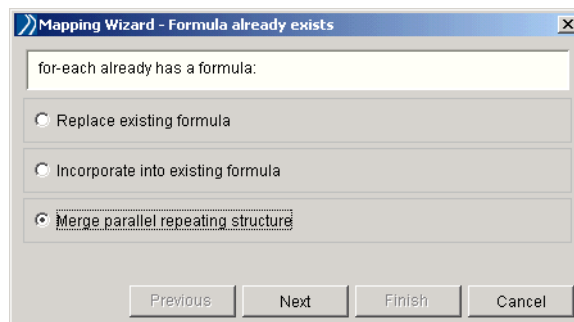 Mapping Wizard - Formula already exists
for-each already has a formula:
Replace existing formula
Incorporate into existing formula
Merge parallel repeating structure
Previous Next Finish Cancel